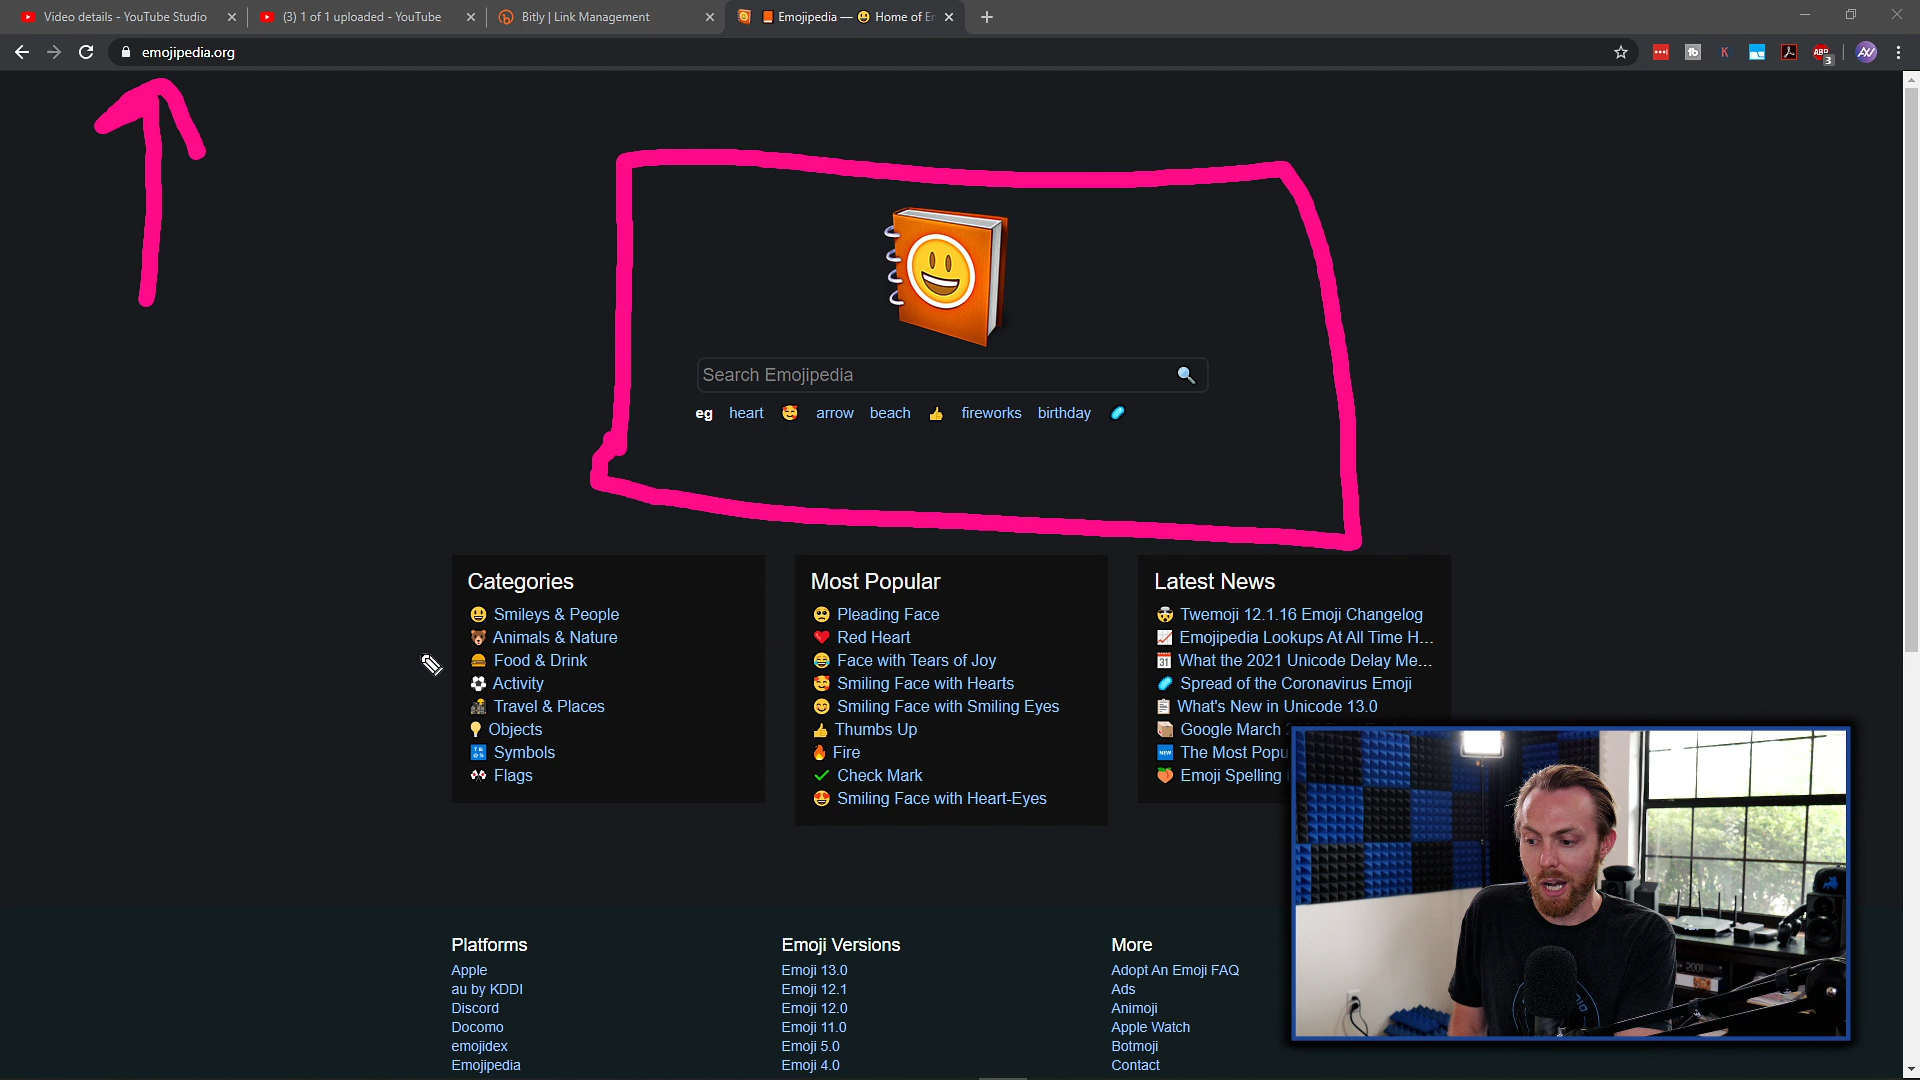 Video details - YouTube Studio
(3) 1 of 1 uploaded - YouTube
Bitly | Link Management
Emojipedia — 😃 Home of E
emojipedia.org
ABP
3
Search Emojipedia
eg heart 🥰 arrow beach 👍 fireworks birthday 🦠
Categories
😃 Smileys & People
🐻 Animals & Nature
🍔 Food & Drink
⚽ Activity
🌇 Travel & Places
💡 Objects
🔣 Symbols
🎌 Flags
Most Popular
🥺 Pleading Face
❤️ Red Heart
😂 Face with Tears of Joy
🥰 Smiling Face with Hearts
😊 Smiling Face with Smiling Eyes
👍 Thumbs Up
🔥 Fire
✔️ Check Mark
😍 Smiling Face with Heart-Eyes
Latest News
🤯 Twemoji 12.1.16 Emoji Changelog
📈 Emojipedia Lookups At All Time H...
📅 What the 2021 Unicode Delay Me...
🦠 Spread of the Coronavirus Emoji
📋 What's New in Unicode 13.0
📦 Google March
🆕 The Most Popu
🍑 Emoji Spelling
Platforms
Apple
au by KDDI
Discord
Docomo
emojidex
Emojipedia
Emoji Versions
Emoji 13.0
Emoji 12.1
Emoji 12.0
Emoji 11.0
Emoji 5.0
Emoji 4.0
More
Adopt An Emoji FAQ
Ads
Animoji
Apple Watch
Botmoji
Contact